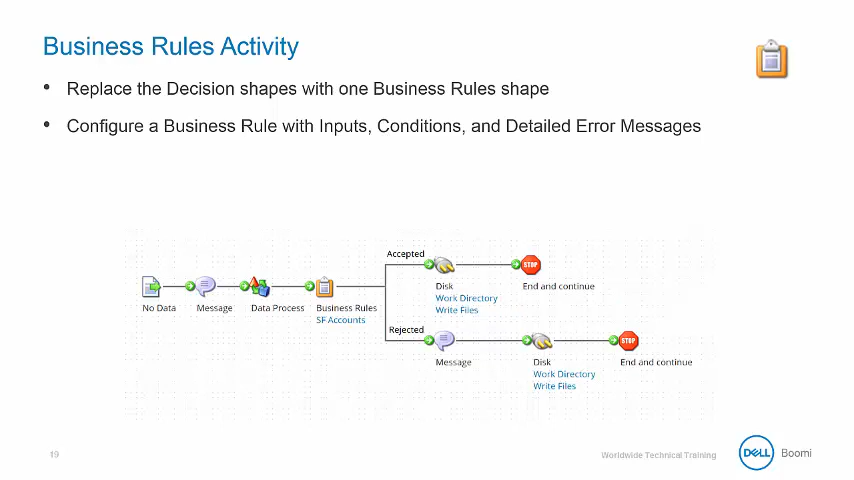 Business Rules Activity
• Replace the Decision shapes with one Business Rules shape
• Configure a Business Rule with Inputs, Conditions, and Detailed Error Messages
Accepted
STOP
No Data
Message
Data Process
Business Rules
SF Accounts
Disk
Work Directory
Write Files
End and continue
Rejected
STOP
Message
Disk
Work Directory
Write Files
End and continue
19
Worldwide Technical Training
DELL Boomi